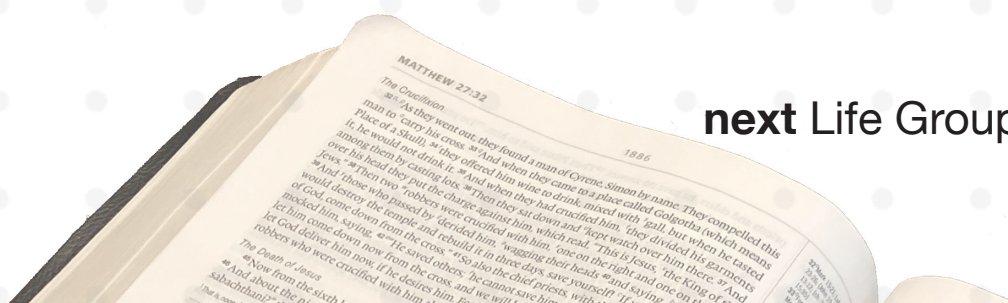 MATTHEW 27:32
1886
next Life Group
The Crucifixion
As they went out, they found a man of Cyrene, Simon by name. They compelled this
man to carry his cross. And when they came to a place called Golgotha (which means
Place of a Skull), they offered him wine to drink, mixed with gall, but when he tasted
it, he would not drink it. And when they had crucified him, they divided his garments
among them by casting lots. Then they sat down and kept watch over him there. And
over his head they put the charge against him, which read, "This is Jesus, the King of the
Jews." Then two robbers were crucified with him, one on the right and one on the
And those who passed by derided him, wagging their heads and saying,
would destroy the temple and rebuild it in three days, save yourself! If
of God, come down from the cross." So also the chief priests, with the
mocked him, saying, "He saved others; he cannot save him
let him come down now from the cross, and we will
let God deliver him now, if he desires him. For
robbers who were crucified with him
The Death of Jesus
Now from the sixth
And about the
sabachthani?"